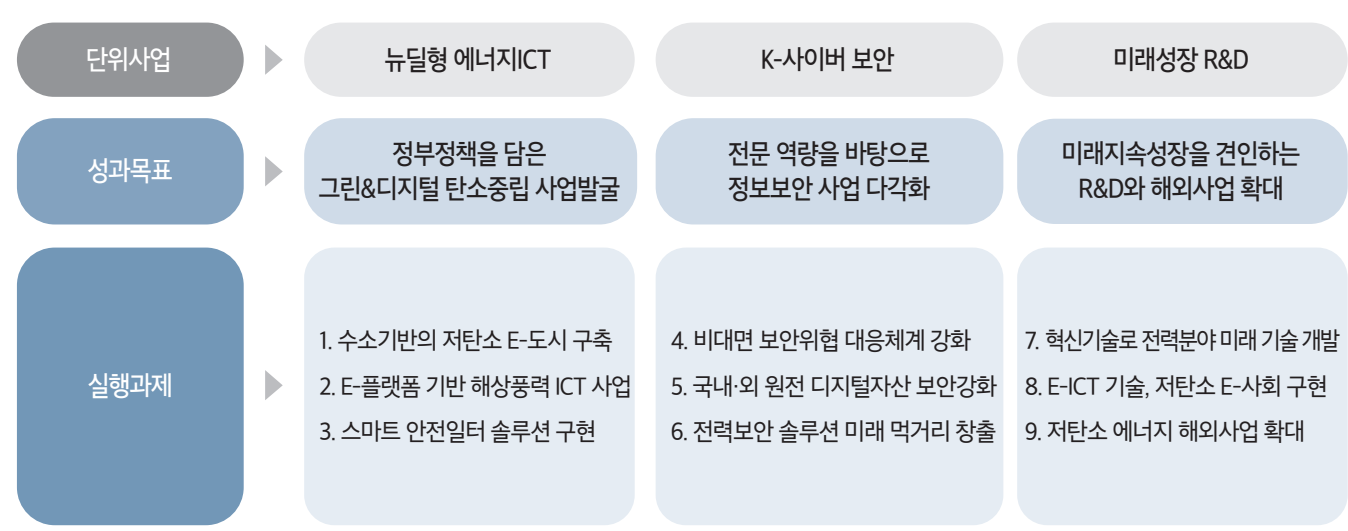 단위사업
뉴딜형 에너지ICT
K-사이버 보안
미래성장 R&D
성과목표
정부정책을 담은
그린&디지털 탄소중립 사업발굴
전문 역량을 바탕으로
정보보안 사업 다각화
미래지속성장을 견인하는
R&D와 해외사업 확대
실행과제
1. 수소기반의 저탄소 E-도시 구축
2. E-플랫폼 기반 해상풍력 ICT 사업
3. 스마트 안전일터 솔루션 구현
4. 비대면 보안위협 대응체계 강화
5. 국내·외 원전 디지털자산 보안강화
6. 전력보안 솔루션 미래 먹거리 창출
7. 혁신기술로 전력분야 미래 기술 개발
8. E-ICT 기술, 저탄소 E-사회 구현
9. 저탄소 에너지 해외사업 확대